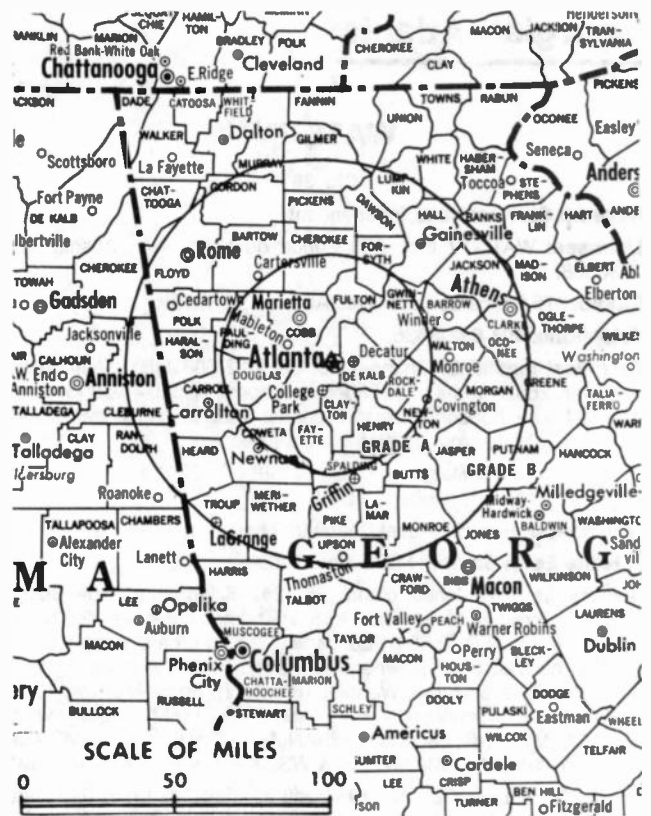 HAMIL-
TON
MARION
BRADLEY
POLK
CHEROKEE
MACON
JACKSON
TRAN-
SYLVANIA
Red Bank-White Oak
Chattanooga
E.Ridge
Cleveland
CLAY
DADE
CATOOSA
WHIT-
FIELD
FANNIN
TOWNS
RABUN
PICKENS
UNION
OCONEE
Easley
WALKER
Dalton
GILMER
Scottsboro
La Fayette
MURRAY
WHITE
HABER-
SHAM
Seneca
Toccoa
STE-
PHENS
Fort Payne
DE KALB
CHAT-
TOOGA
GORDON
PICKENS
LUMP-
KIN
DAWSON
HALL
BANKS
FRANK-
LIN
HART
BARTOW
CHEROKEE
FOR-
SYTH
Gainesville
Rome
CHEROKEE
FLOYD
Cartersville
JACKSON
MAD-
ISON
ELBERT
Elberton
Gadsden
Cedartown
POLK
Marietta
FULTON
GWIN-
NETT
BARROW
Winder
Athens
CLARKE
OGLE-
THORPE
Jacksonville
Mableton
COBB
PAUL-
DING
HARAL-
SON
CALHOUN
W. End
Anniston
Anniston
Atlanta
Decatur
DE KALB
WALTON
Monroe
OCO-
NEE
Washington
DOUGLAS
College
Park
ROCK-
DALE
MORGAN
GREENE
TALIA-
FERRO
CARROLL
Carrollton
CLAY-
TON
NEW-
TON
Covington
TALLADEGA
CLEBURNE
Talladega
CLAY
RAN-
DOLPH
COWETA
Newnan
FAY-
ETTE
HENRY
GRADE A
JASPER
PUTNAM
GRADE B
HANCOCK
HEARD
SPALDING
Griffin
BUTTS
Roanoke
TROUP
MERI-
WETHER
PIKE
LA-
MAR
MONROE
JONES
Midway-
Hardwick
Milledgeville
BALDWIN
TALLAPOOSA
CHAMBERS
Alexander
City
LaGrange
UPSON
Thomaston
G E O R G
M A
Lanett
HARRIS
TALBOT
CRAW-
FORD
BIBB
Macon
WILKINSON
TWIGGS
LEE
Opelika
Auburn
LAURENS
Dublin
MACON
MUSCOGEE
TAYLOR
Fort Valley
PEACH
Warner Robins
BLECK-
LEY
Phenix
City
Columbus
CHATTA-
HOOCHEE
MARION
MACON
Perry
HOUS-
TON
RUSSELL
BULLOCK
STEWART
SCHLEY
DOOLY
PULASKI
DODGE
Eastman
SCALE OF MILES
Americus
WILCOX
TELFAIR
0 50 100
LEE
Cardele
CRISP
TURNER
BEN HILL
Fitzgerald